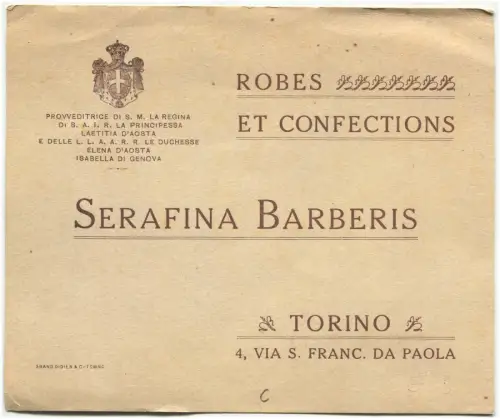 PROVVEDITRICE DI S. M. LA REGINA
DI S. A. I. R. LA PRINCIPESSA
LAETITIA D'AOSTA
E DELLE L. L. A. A. R. R. LE DUCHESSE
ELENA D'AOSTA
ISABELLA DI GENOVA
ROBES
ET CONFECTIONS
SERAFINA BARBERIS
TORINO
4, VIA S. FRANC. DA PAOLA
C